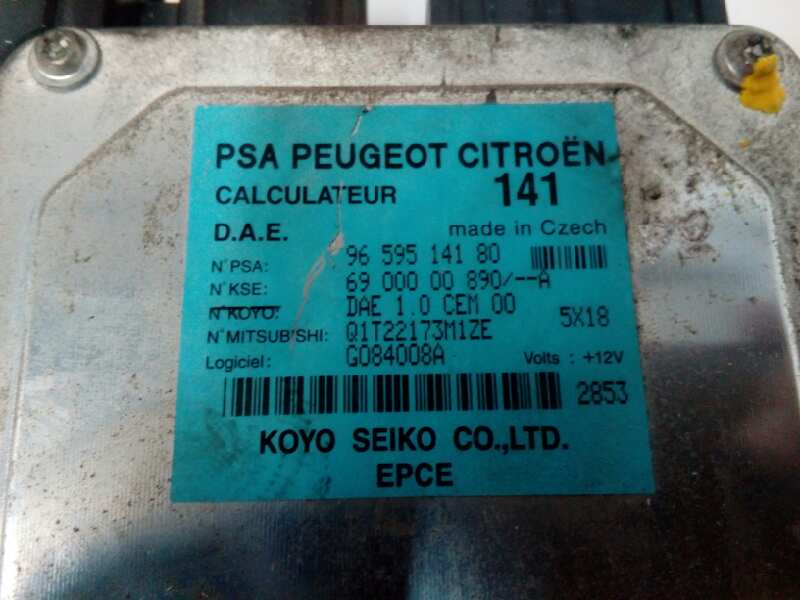 PSA PEUGEOT CITROËN
CALCULATEUR 141
D.A.E. made in Czech
N°PSA: 96 595 141 80
N°KSE: 69 000 00 890/--A
N°KOYO: DAE 1.0 CEM 00 5X18
N°MITSUBISHI: Q1T22173M1ZE
Logiciel: G084008A Volts : +12V
2853
KOYO SEIKO CO.,LTD.
EPCE